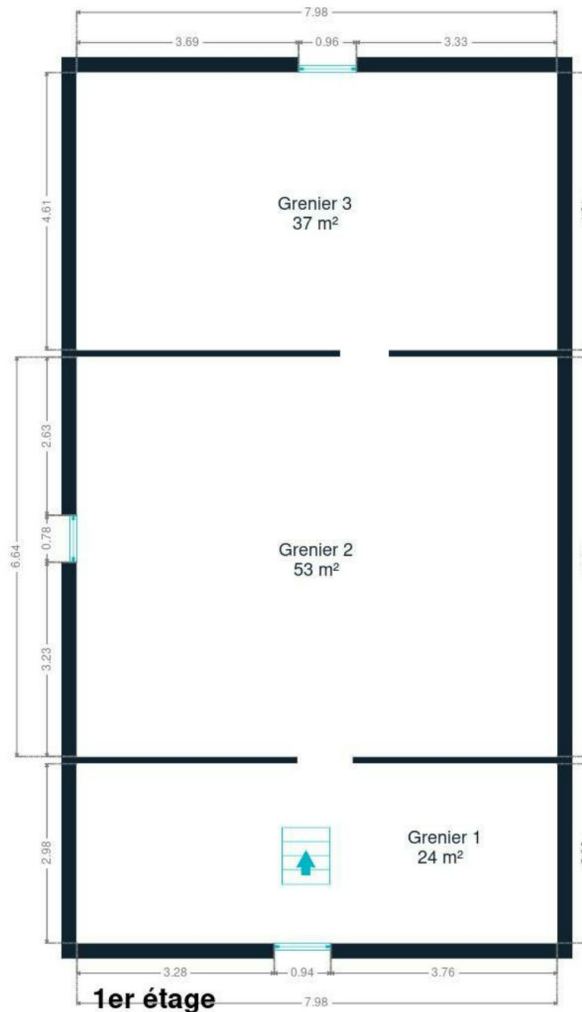 7.98
3.69
0.96
3.33
4.61
Grenier 3
37 m²
2.63
0.78
6.64
Grenier 2
53 m²
3.23
2.98
Grenier 1
24 m²
3.28
0.94
3.76
1er étage
7.98